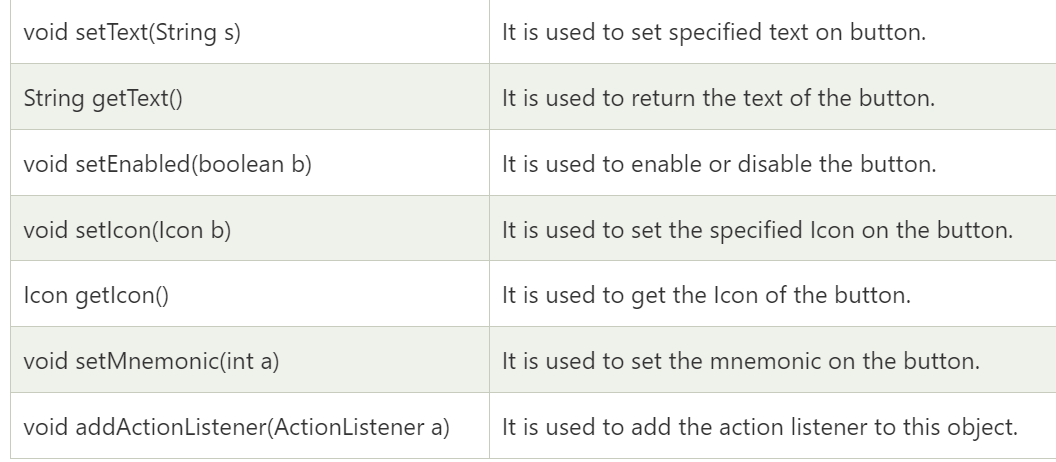 void setText(String s) It is used to set specified text on button.
String getText() It is used to return the text of the button.
void setEnabled(boolean b) It is used to enable or disable the button.
void setIcon(Icon b) It is used to set the specified Icon on the button.
Icon getIcon() It is used to get the Icon of the button.
void setMnemonic(int a) It is used to set the mnemonic on the button.
void addActionListener(ActionListener a) It is used to add the action listener to this object.